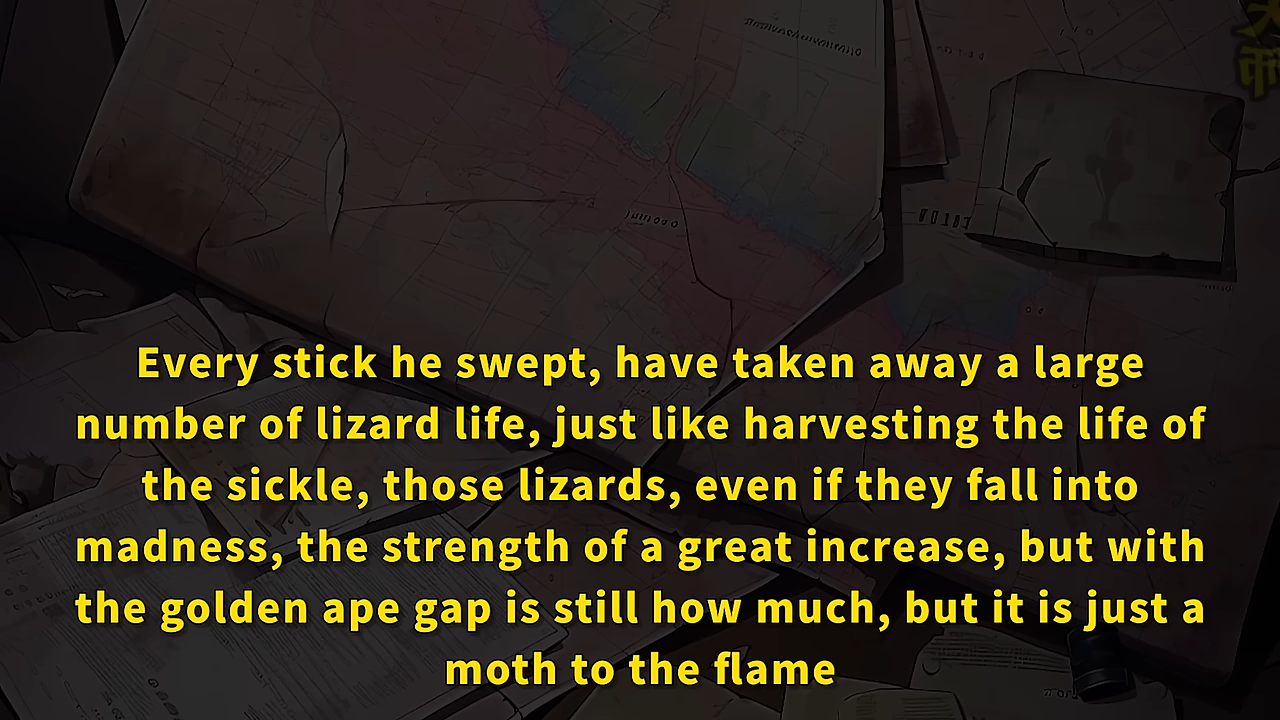 Every stick he swept, have taken away a large
number of lizard life, just like harvesting the life of
the sickle, those lizards, even if they fall into
madness, the strength of a great increase, but with
the golden ape gap is still how much, but it is just a
moth to the flame